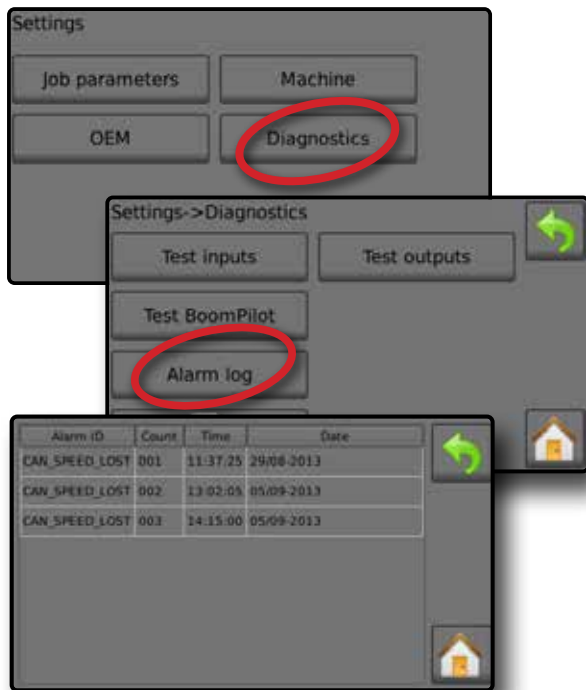 Settings
Job parameters Machine
OEM Diagnostics
Settings->Diagnostics
Test inputs Test outputs
Test BoomPilot
Alarm log
Alarm ID Count Time Date
CAN_SPEED_LOST 001 11:37:25 29/08-2013
CAN_SPEED_LOST 002 13:02:05 05/09-2013
CAN_SPEED_LOST 003 14:15:00 05/09-2013